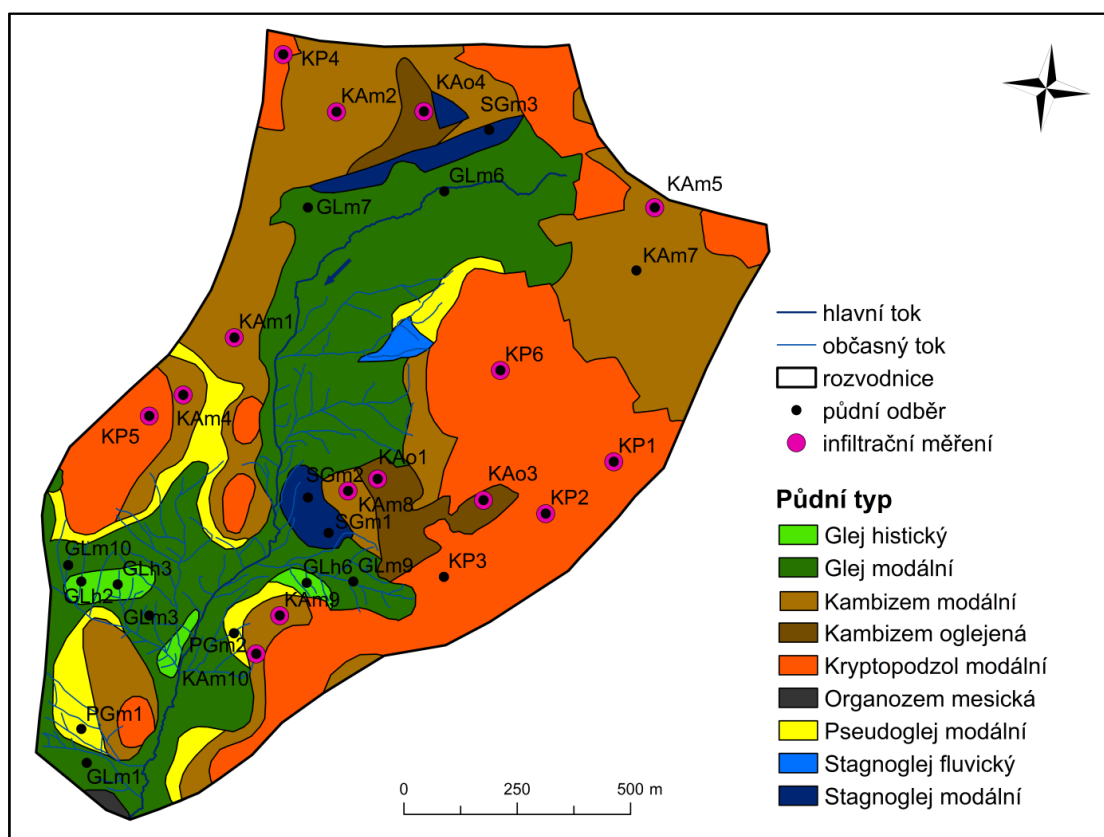 KP4
KAm2
KAo4
SGm3
GLm6
GLm7
KAm5
KAm7
KAm1
KP6
KAm4
KP5
KP1
KAo1
SGm2
KAm8
KAo3
KP2
SGm1
GLm10
GLh3
GLh2
GLh6
GLm9
KP3
KAm9
GLm3
PGm2
KAm10
PGm1
GLm1
hlavní tok
občasný tok
rozvodnice
půdní odběr
infiltrační měření
Půdní typ
Glej histický
Glej modální
Kambizem modální
Kambizem oglejená
Kryptopodzol modální
Organozem mesická
Pseudoglej modální
Stagnoglej fluvický
Stagnoglej modální
0 250 500 m